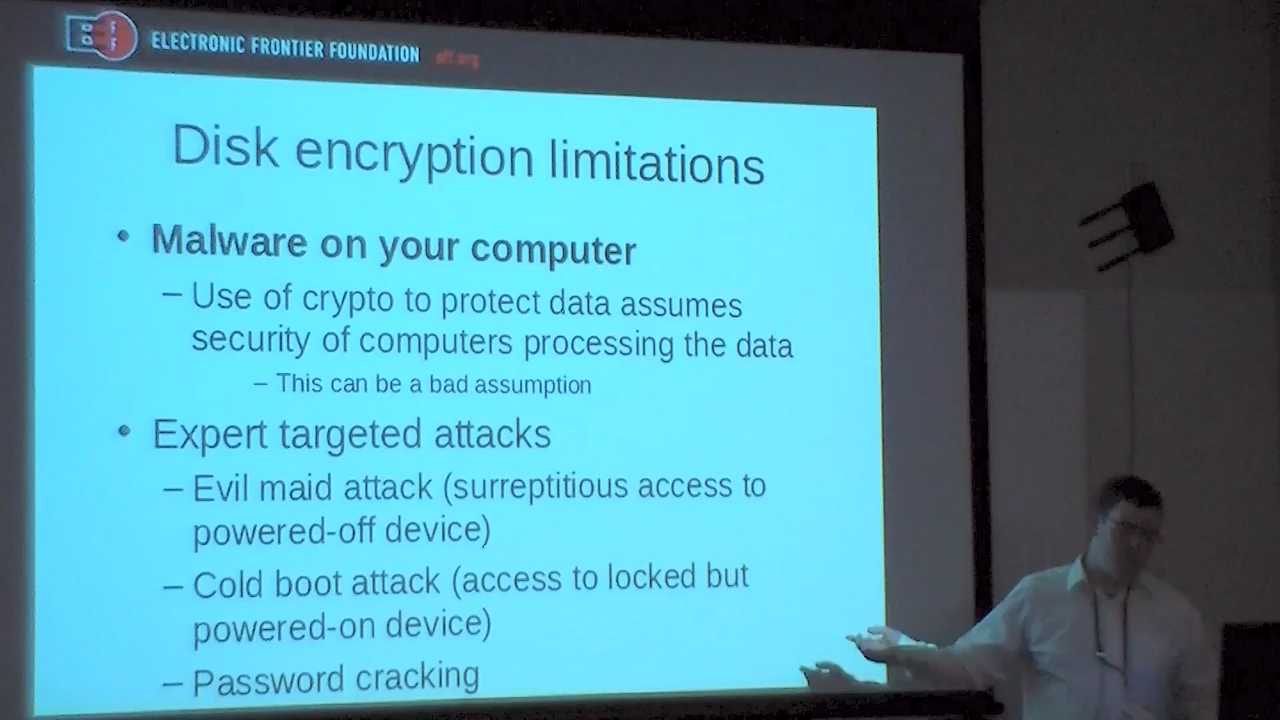 ELECTRONIC FRONTIER FOUNDATION eff.org
Disk encryption limitations
• Malware on your computer
– Use of crypto to protect data assumes
security of computers processing the data
– This can be a bad assumption
• Expert targeted attacks
– Evil maid attack (surreptitious access to
powered-off device)
– Cold boot attack (access to locked but
powered-on device)
– Password cracking